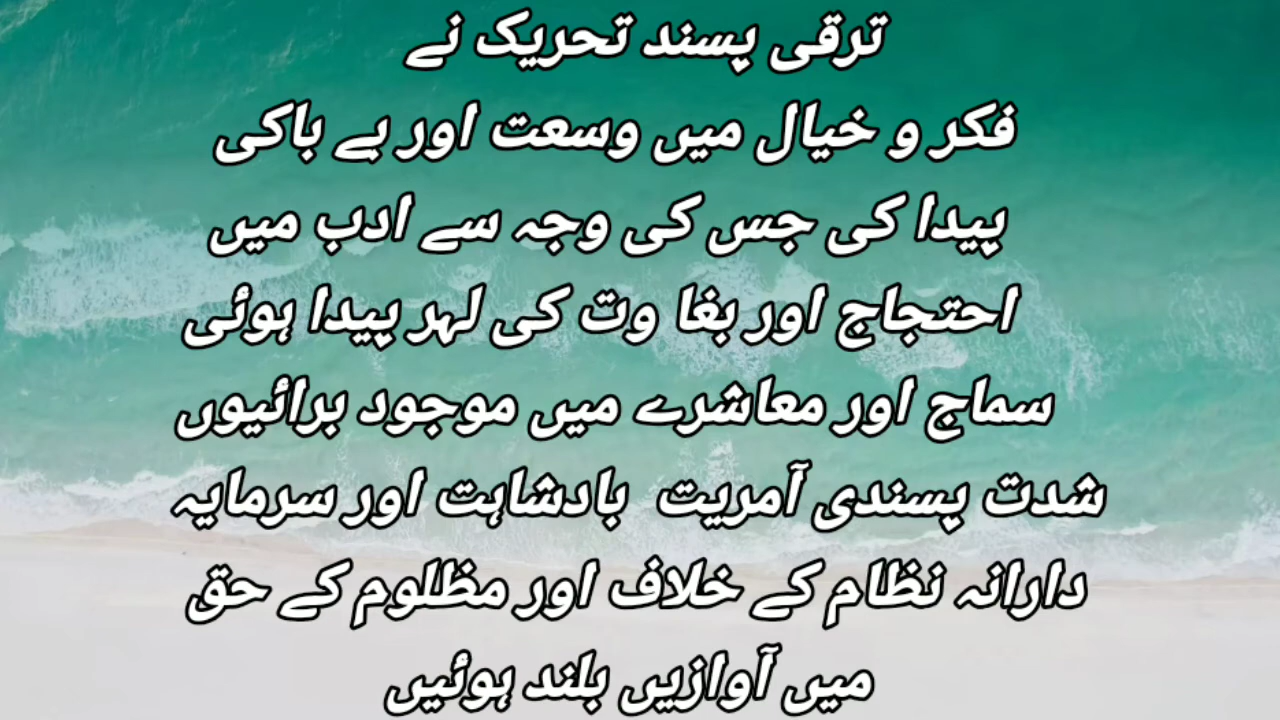 ترقی پسند تحریک نے
فکر و خیال میں وسعت اور بے باکی
پیدا کی جس کی وجہ سے ادب میں
احتجاج اور بغا وت کی لہر پیدا ہوئی
سماج اور معاشرے میں موجود برائیوں
شدت پسندی آمریت بادشاہت اور سرمایہ
دارانہ نظام کے خلاف اور مظلوم کے حق
میں آوازیں بلند ہوئیں